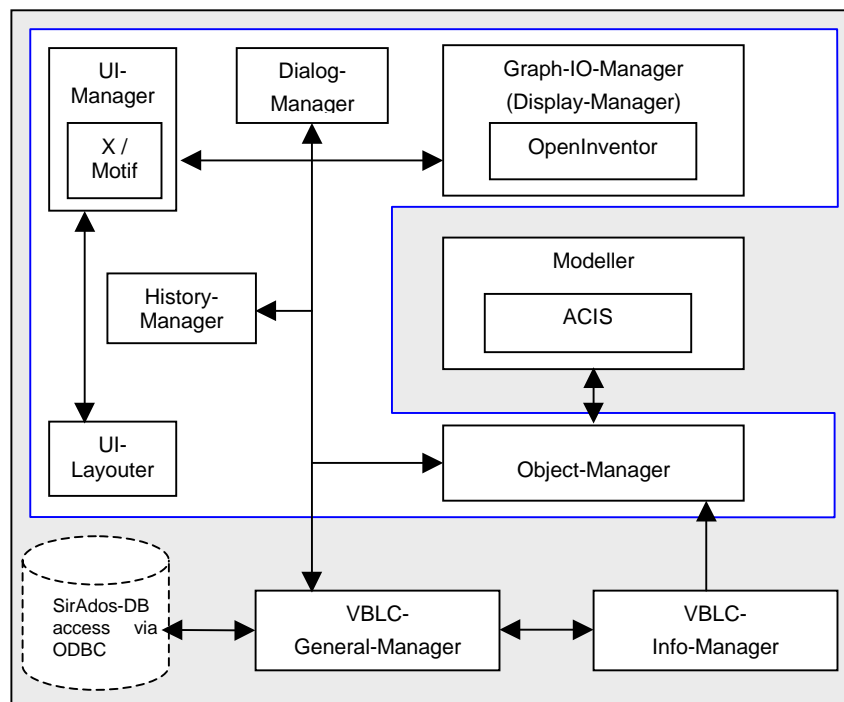 UI-
Manager
X /
Motif
Dialog-
Manager
Graph-IO-Manager
(Display-Manager)
OpenInventor
History-
Manager
Modeller
ACIS
UI-
Layouter
Object-Manager
SirAdos-DB
access via
ODBC
VBLC-
General-Manager
VBLC-
Info-Manager